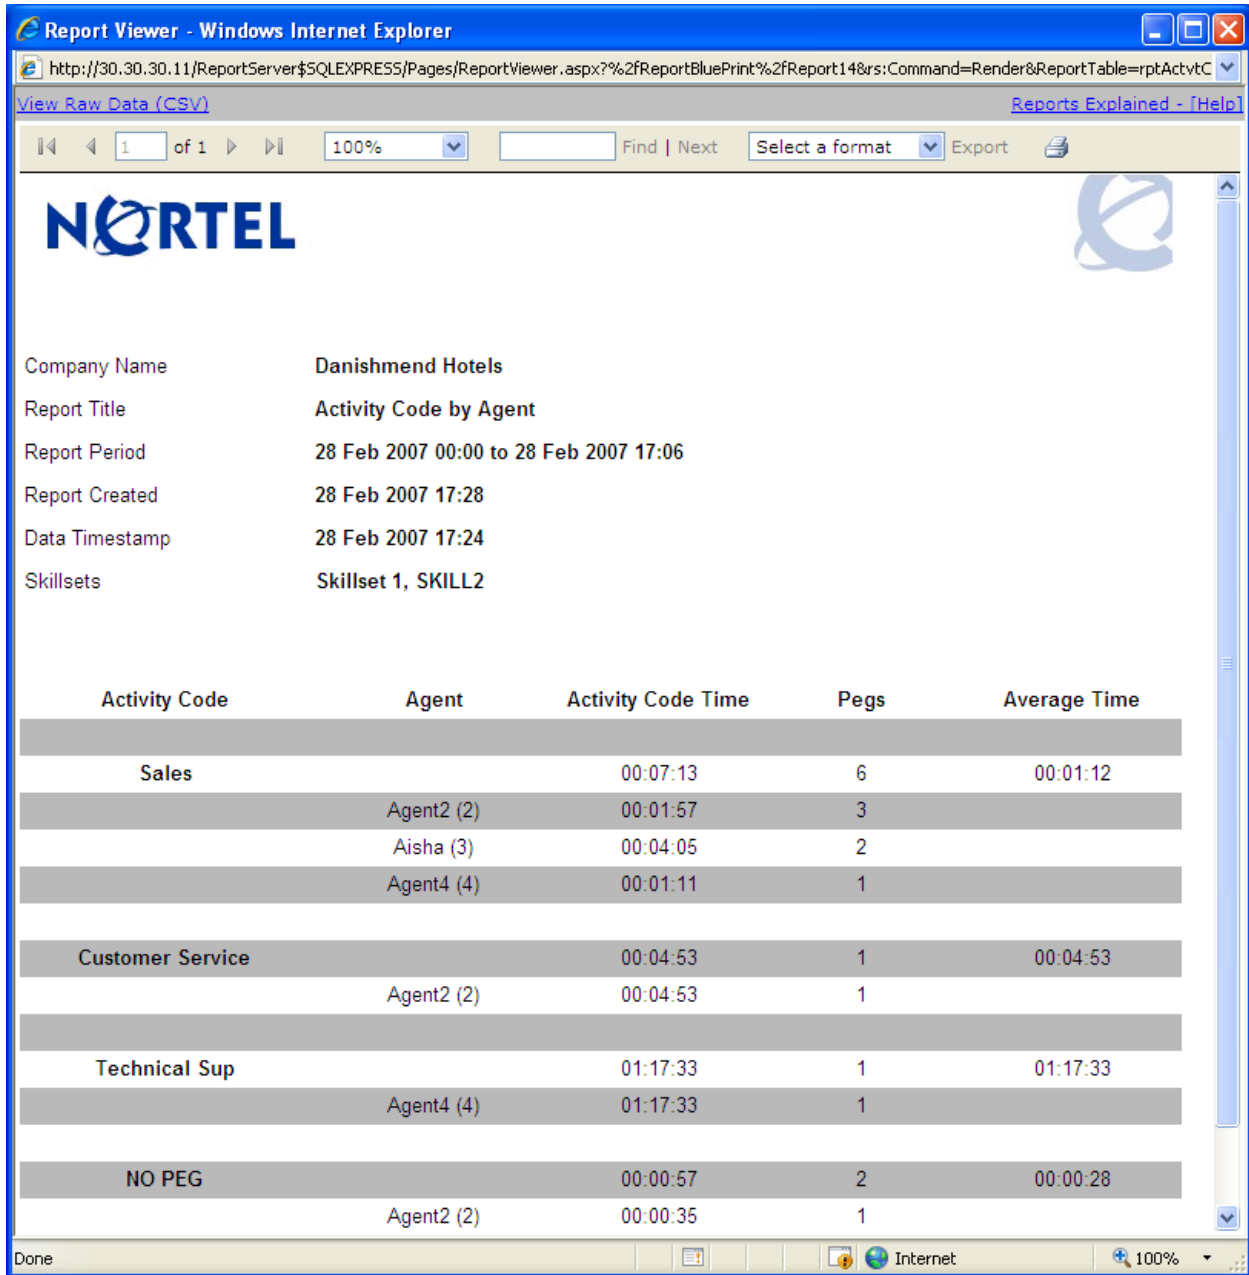 Report Viewer - Windows Internet Explorer
http://30.30.30.11/ReportServer$SQLEXPRESS/Pages/ReportViewer.aspx?%2fReportBluePrint%2fReport14&rs:Command=Render&ReportTable=rptActvtC
View Raw Data (CSV) Reports Explained - [Help]
1 of 1 100% Find | Next Select a format Export
NORTEL
Company Name Danishmend Hotels
Report Title Activity Code by Agent
Report Period 28 Feb 2007 00:00 to 28 Feb 2007 17:06
Report Created 28 Feb 2007 17:28
Data Timestamp 28 Feb 2007 17:24
Skillsets Skillset 1, SKILL2
Activity Code Agent Activity Code Time Pegs Average Time
Sales 00:07:13 6 00:01:12
Agent2 (2) 00:01:57 3
Aisha (3) 00:04:05 2
Agent4 (4) 00:01:11 1
Customer Service 00:04:53 1 00:04:53
Agent2 (2) 00:04:53 1
Technical Sup 01:17:33 1 01:17:33
Agent4 (4) 01:17:33 1
NO PEG 00:00:57 2 00:00:28
Agent2 (2) 00:00:35 1
Done Internet 100%